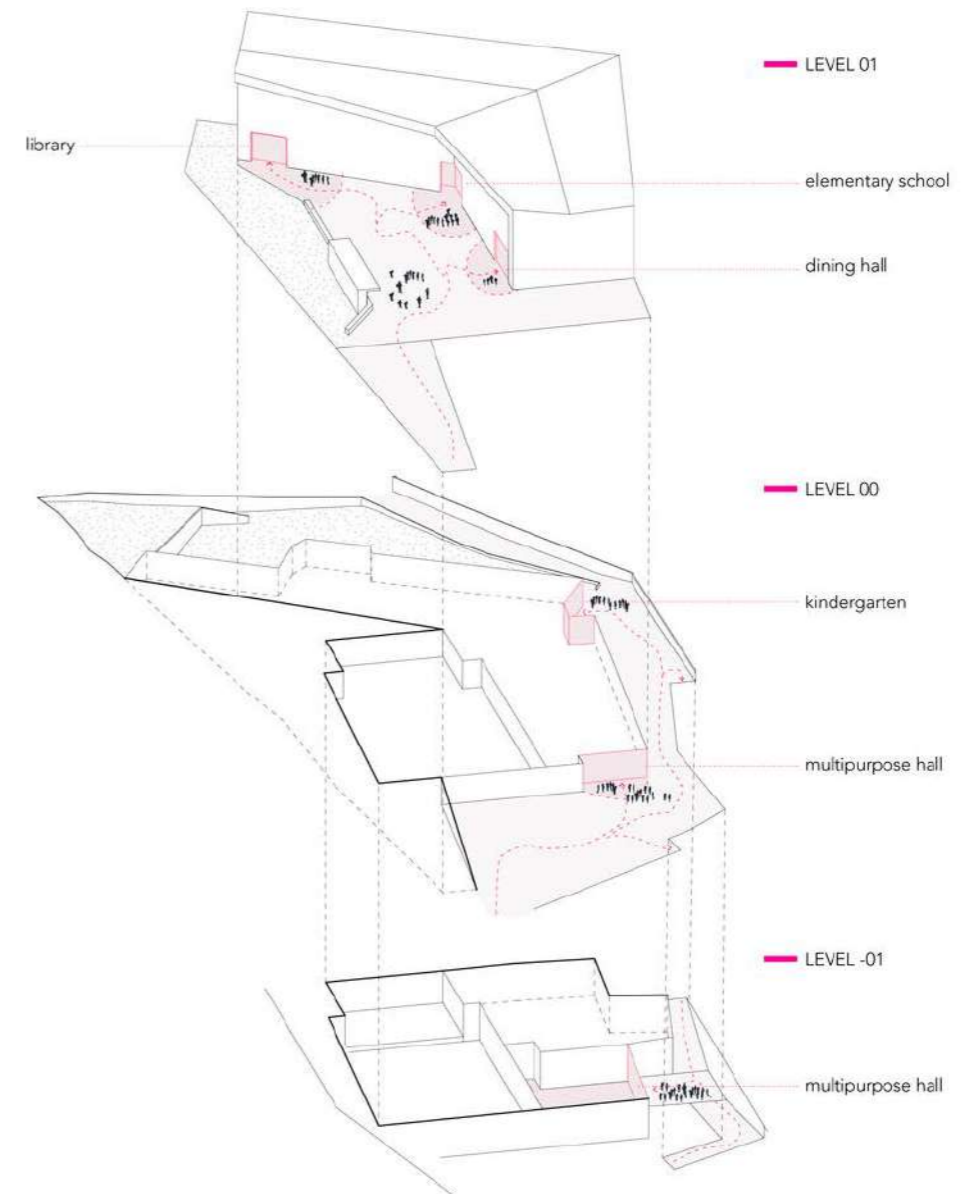 LEVEL 01
library
elementary school
dining hall
LEVEL 00
kindergarten
multipurpose hall
LEVEL -01
multipurpose hall